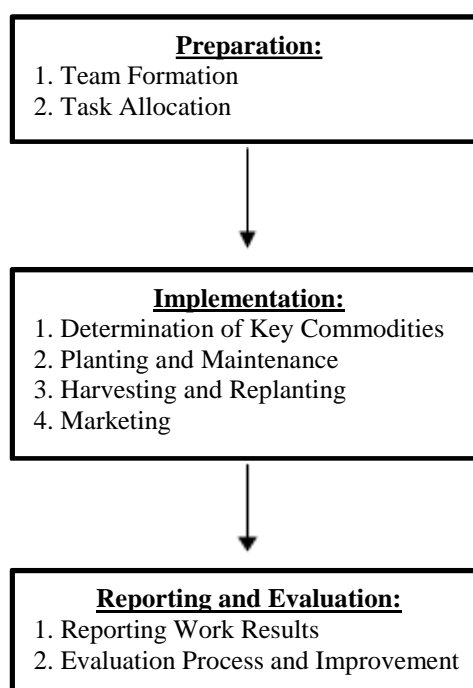 Preparation:
1. Team Formation
2. Task Allocation
Implementation:
1. Determination of Key Commodities
2. Planting and Maintenance
3. Harvesting and Replanting
4. Marketing
Reporting and Evaluation:
1. Reporting Work Results
2. Evaluation Process and Improvement